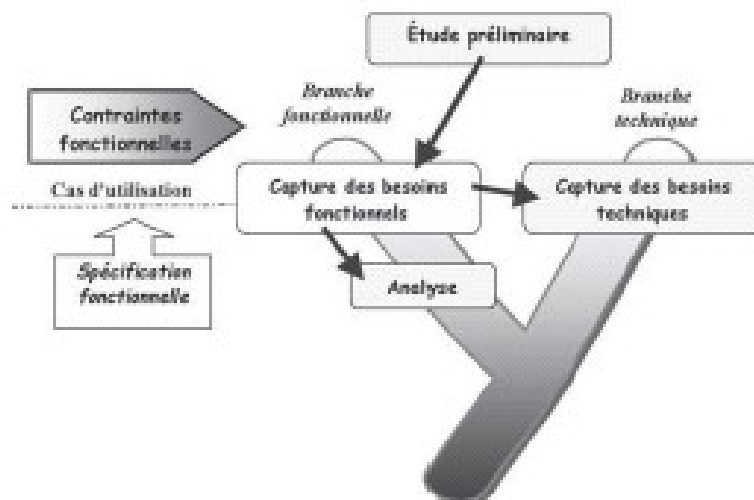 Étude préliminaire
Branche
fonctionnelle
Branche
technique
Contraintes
fonctionnelles
Cas d'utilisation
Capture des besoins
fonctionnels
Capture des besoins
techniques
Spécification
fonctionnelle
Analyse